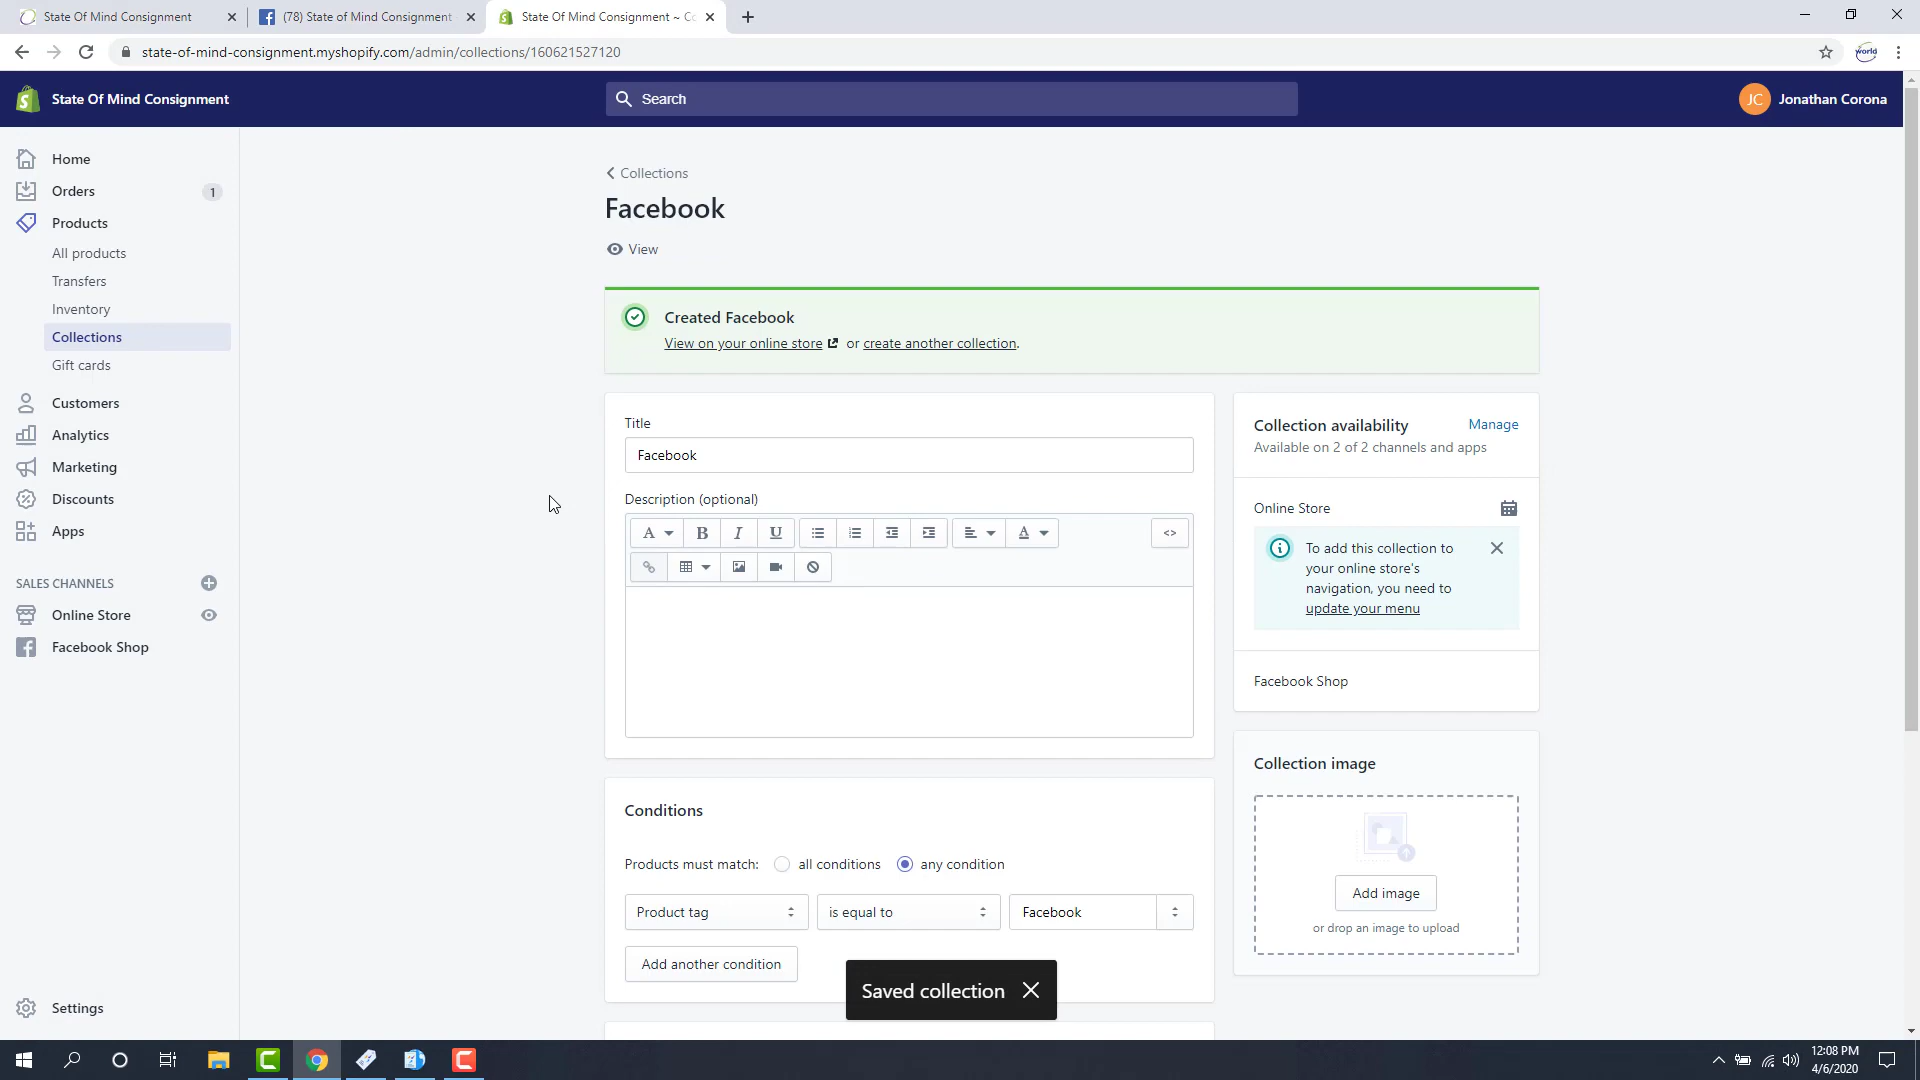 State Of Mind Consignment
(78) State of Mind Consignment
State Of Mind Consignment ~ Co
state-of-mind-consignment.myshopify.com/admin/collections/160621527120
world
State Of Mind Consignment
Search
JC
Jonathan Corona
Home
Orders
1
Products
All products
Transfers
Inventory
Collections
Gift cards
Customers
Analytics
Marketing
Discounts
Apps
SALES CHANNELS
Online Store
Facebook Shop
Settings
Collections
Facebook
View
Created Facebook
View on your online store or create another collection.
Title
Facebook
Description (optional)
A
B
I
U
A
<>
Conditions
Products must match:
all conditions
any condition
Product tag
is equal to
Facebook
Add another condition
Collection availability
Manage
Available on 2 of 2 channels and apps
Online Store
To add this collection to
your online store's
navigation, you need to
update your menu
Facebook Shop
Collection image
Add image
or drop an image to upload
Saved collection
12:08 PM
4/6/2020